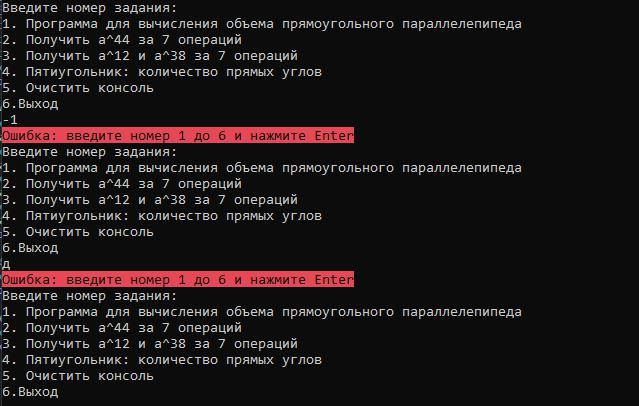 Введите номер задания:
1. Программа для вычисления объема прямоугольного параллелепипеда
2. Получить a^44 за 7 операций
3. Получить a^12 и a^38 за 7 операций
4. Пятиугольник: количество прямых углов
5. Очистить консоль
6.Выход
-1
Ошибка: введите номер 1 до 6 и нажмите Enter
Введите номер задания:
1. Программа для вычисления объема прямоугольного параллелепипеда
2. Получить a^44 за 7 операций
3. Получить a^12 и a^38 за 7 операций
4. Пятиугольник: количество прямых углов
5. Очистить консоль
6.Выход
д
Ошибка: введите номер 1 до 6 и нажмите Enter
Введите номер задания:
1. Программа для вычисления объема прямоугольного параллелепипеда
2. Получить a^44 за 7 операций
3. Получить a^12 и a^38 за 7 операций
4. Пятиугольник: количество прямых углов
5. Очистить консоль
6.Выход